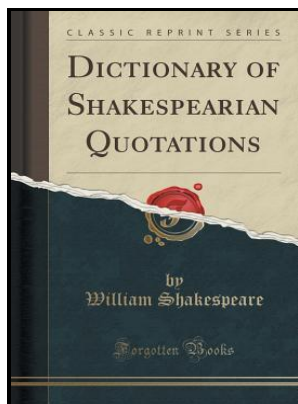 CLASSIC REPRINT SERIES
DICTIONARY OF
SHAKESPEARIAN
QUOTATIONS
by
William Shakespeare
Forgotten Books